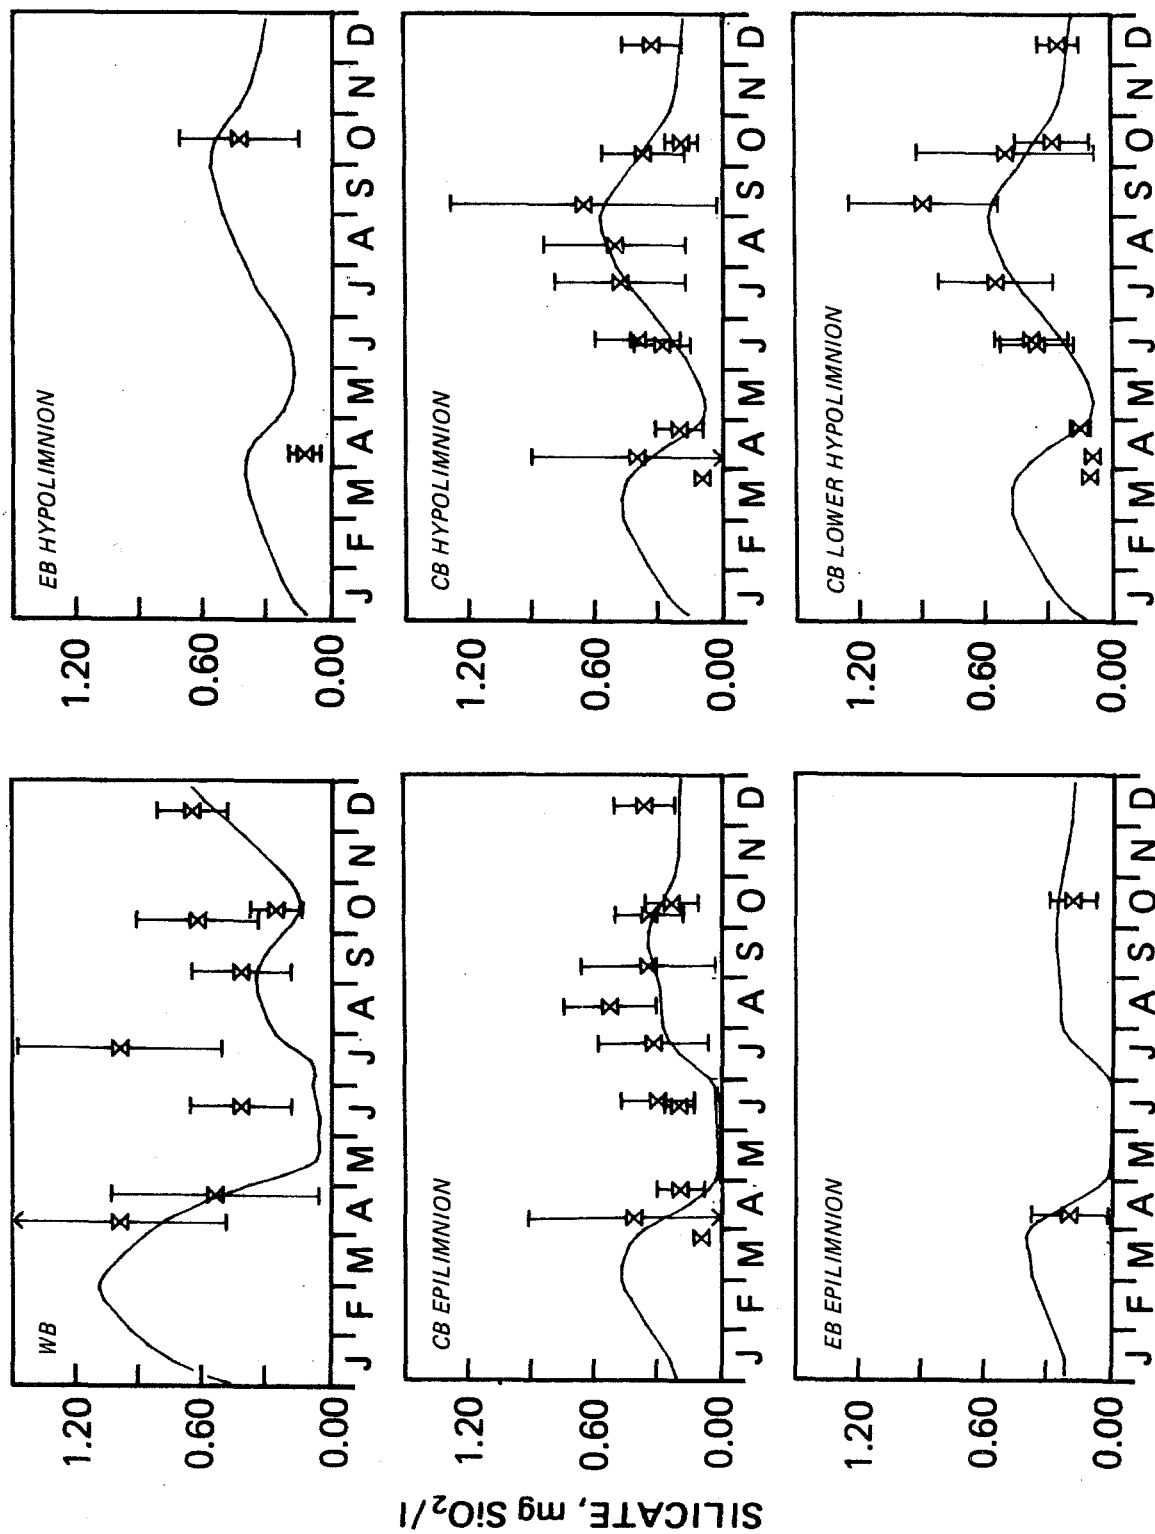 SILICATE, mg SiO₂/l
WB
1.20
0.60
0.00
J F M A M J J A S O N D
EB HYPOLIMNION
1.20
0.60
0.00
J F M A M J J A S O N D
CB EPILIMNION
1.20
0.60
0.00
J F M A M J J A S O N D
CB HYPOLIMNION
1.20
0.60
0.00
J F M A M J J A S O N D
EB EPILIMNION
1.20
0.60
0.00
J F M A M J J A S O N D
CB LOWER HYPOLIMNION
1.20
0.60
0.00
J F M A M J J A S O N D